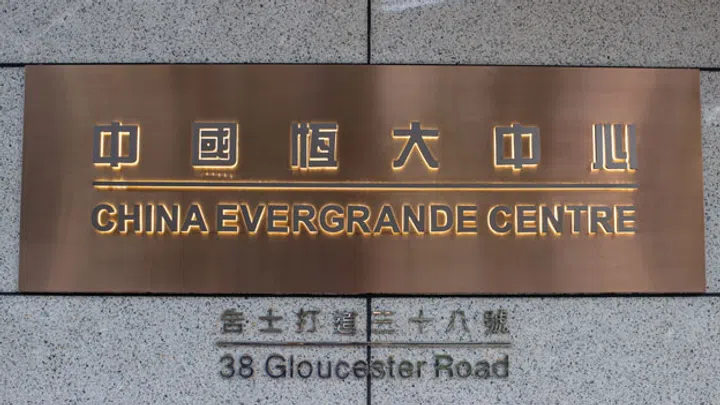 中國恆大中心
CHINA EVERGRANDE CENTRE
告士打道三十八號
38 Gloucester Road